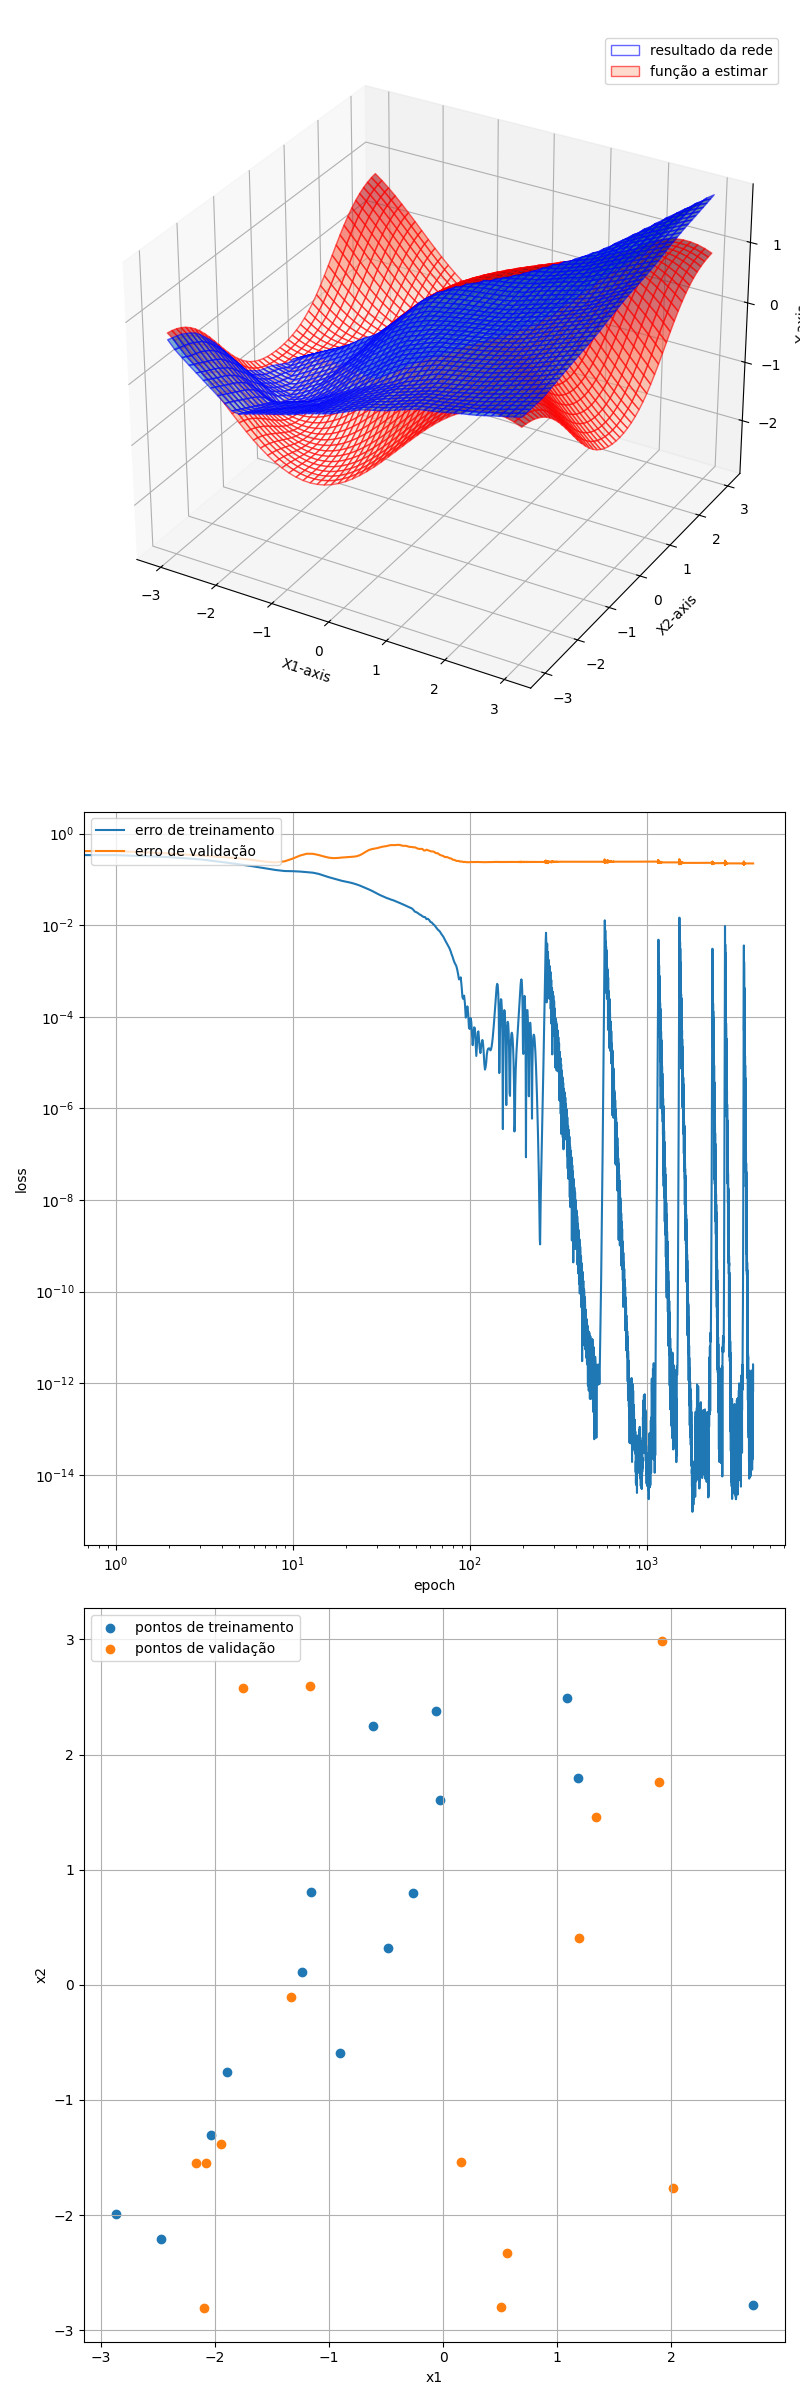 resultado da rede
função a estimar
1
0
−1
−2
3
2
1
0
−1
−2
−3
X2-axis
−3
−2
−1
0
1
2
3
X1-axis
10^0
10^−2
10^−4
10^−6
10^−8
10^−10
10^−12
10^−14
loss
erro de treinamento
erro de validação
10^0 10^1 10^2 10^3
epoch
pontos de treinamento
pontos de validação
3
2
1
0
−1
−2
−3
x2
−3 −2 −1 0 1 2
x1